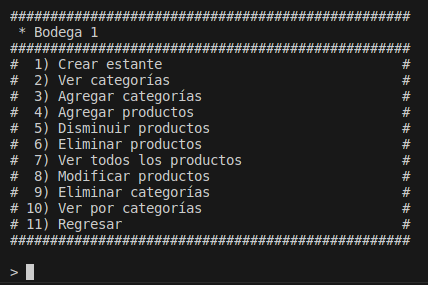 ##################################################
 * Bodega 1
##################################################
#  1) Crear estante                              #
#  2) Ver categorías                             #
#  3) Agregar categorías                         #
#  4) Agregar productos                          #
#  5) Disminuir productos                        #
#  6) Eliminar productos                         #
#  7) Ver todos los productos                    #
#  8) Modificar productos                        #
#  9) Eliminar categorías                        #
# 10) Ver por categorías                         #
# 11) Regresar                                   #
##################################################
>